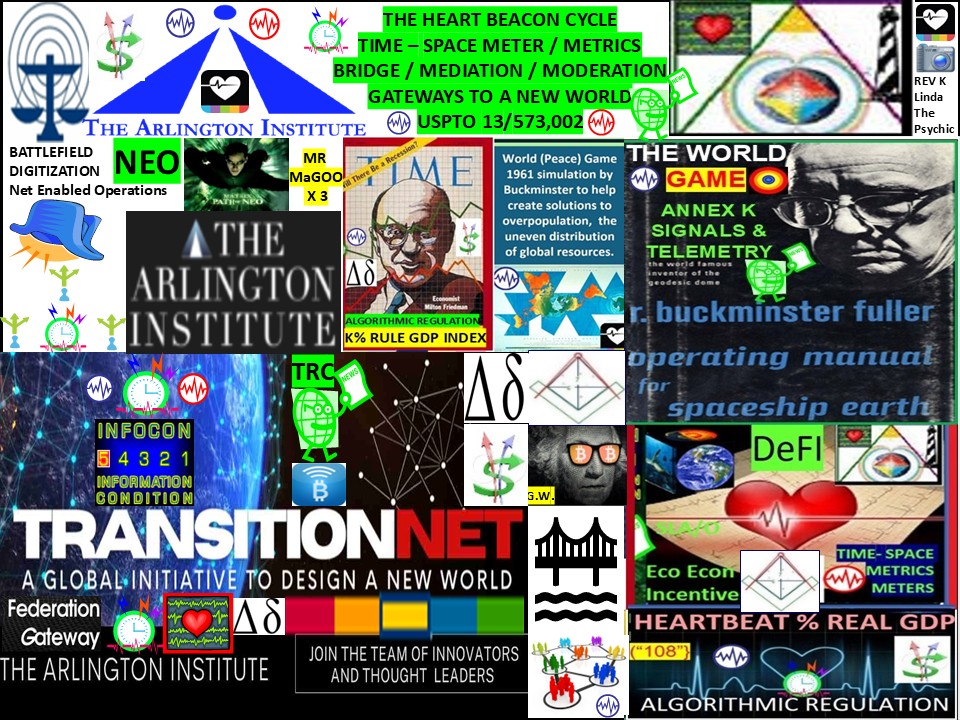 THE HEART BEACON CYCLE
TIME – SPACE METER / METRICS
BRIDGE / MEDIATION / MODERATION
GATEWAYS TO A NEW WORLD
USPTO 13/573,002
THE ARLINGTON INSTITUTE
NEWS
REV K
Linda
The
Psychic
BATTLEFIELD
DIGITIZATION
Net Enabled Operations
NEO
PATH OF NEO
MR
MaGOO
X 3
THE
ARLINGTON
INSTITUTE
Will There Be a Recession?
TIME
Δδ
Economist
Milton Friedman
ALGORITHMIC REGULATION
K% RULE GDP INDEX
World (Peace) Game
1961 simulation by
Buckminster to help
create solutions to
overpopulation, the
uneven distribution
of global resources.
THE WORLD
GAME
ANNEX K
SIGNALS &
TELEMETRY
the world famous
inventor of the
geodesic dome
r. buckminster fuller
operating manual
for
spaceship earth
INFOCON
5 4 3 2 1
INFORMATION
CONDITION
TRC
NEWS
Δδ
G.W.
TRANSITIONNET
A GLOBAL INITIATIVE TO DESIGN A NEW WORLD
Federation
Gateway
Δδ
THE ARLINGTON INSTITUTE
JOIN THE TEAM OF INNOVATORS
AND THOUGHT LEADERS
DeFI
Eco Econ
Incentive
TIME- SPACE
METRICS
METERS
HEARTBEAT % REAL GDP
("108"}
ALGORITHMIC REGULATION